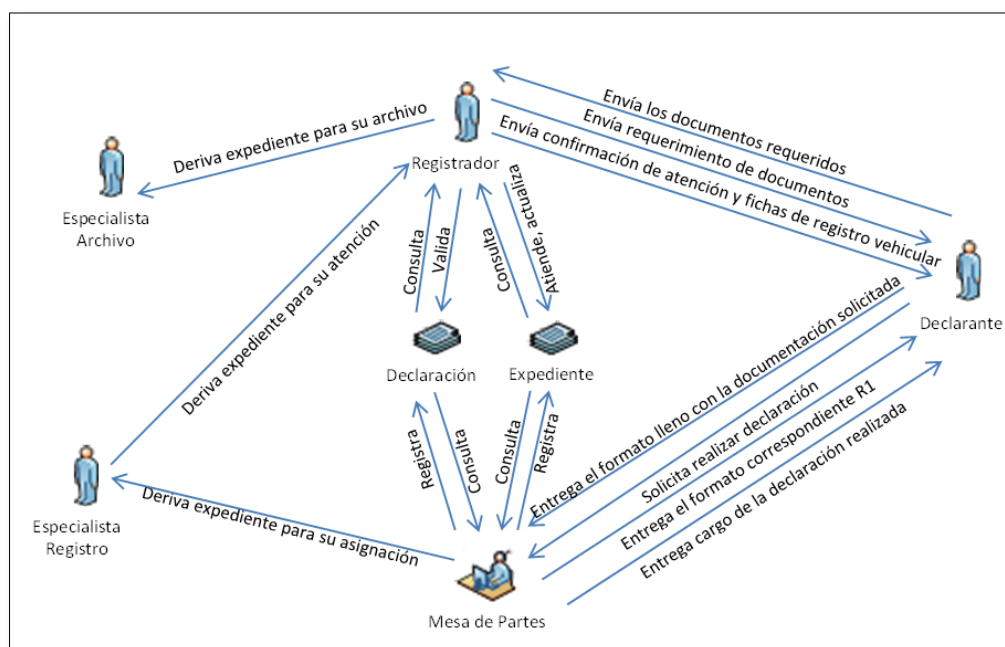 Envía los documentos requeridos
Envía requerimiento de documentos
Envía confirmación de atención y fichas de registro vehicular
Deriva expediente para su archivo
Registrador
Especialista
Archivo
Deriva expediente para su atención
Consulta
Valida
Consulta
Atiende, actualiza
Declarante
Declaración
Expediente
Entrega el formato lleno con la documentación solicitada
Solicita realizar declaración
Entrega el formato correspondiente R1
Entrega cargo de la declaración realizada
Registra
Consulta
Consulta
Registra
Especialista
Registro
Deriva expediente para su asignación
Mesa de Partes